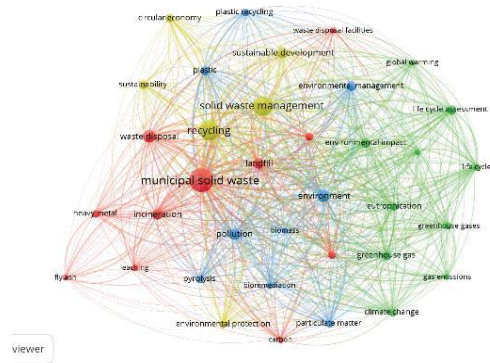 circular economy
plastic recycling
waste disposal facilities
sustainable development
global warming
plastic
sustainability
environmental management
solid waste management
life cycle assessment
recycling
waste disposal
environmental impact
landfill
life cycle
municipal solid waste
environment
eutrophication
heavy metal
incineration
greenhouse gases
pollution
biomass
greenhouse gas
fly ash
pyrolysis
bioremediation
gas emissions
climate change
environmental protection
particulate matter
carbon
viewer